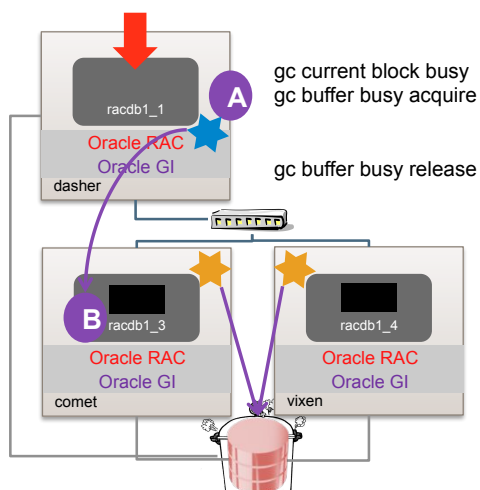 gc current block busy
gc buffer busy acquire
A
racdb1_1
Oracle RAC
Oracle GI
dasher
gc buffer busy release
B
racdb1_3
Oracle RAC
Oracle GI
comet
racdb1_4
Oracle RAC
Oracle GI
vixen